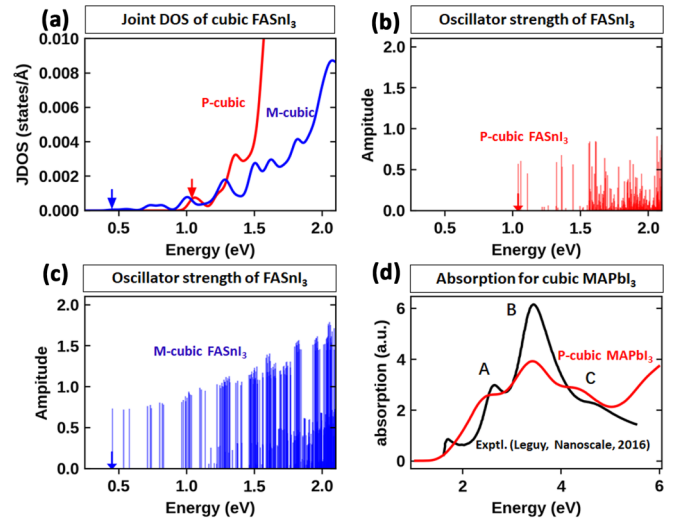 (a)
Joint DOS of cubic FASnI₃
JDOS (states/Å)
0.010
0.008
0.006
0.004
0.002
0.000
P-cubic
M-cubic
0.5 1.0 1.5 2.0
Energy (eV)
(b)
Oscillator strength of FASnI₃
Ampitude
2.0
1.5
1.0
0.5
0.0
P-cubic FASnI₃
0.5 1.0 1.5 2.0
Energy (eV)
(c)
Oscillator strength of FASnI₃
Ampitude
2.0
1.5
1.0
0.5
0.0
M-cubic FASnI₃
0.5 1.0 1.5 2.0
Energy (eV)
(d)
Absorption for cubic MAPbI₃
absorption (a.u.)
6
4
2
0
A
B
C
P-cubic MAPbI₃
Exptl. (Leguy, Nanoscale, 2016)
2 4 6
Energy (eV)